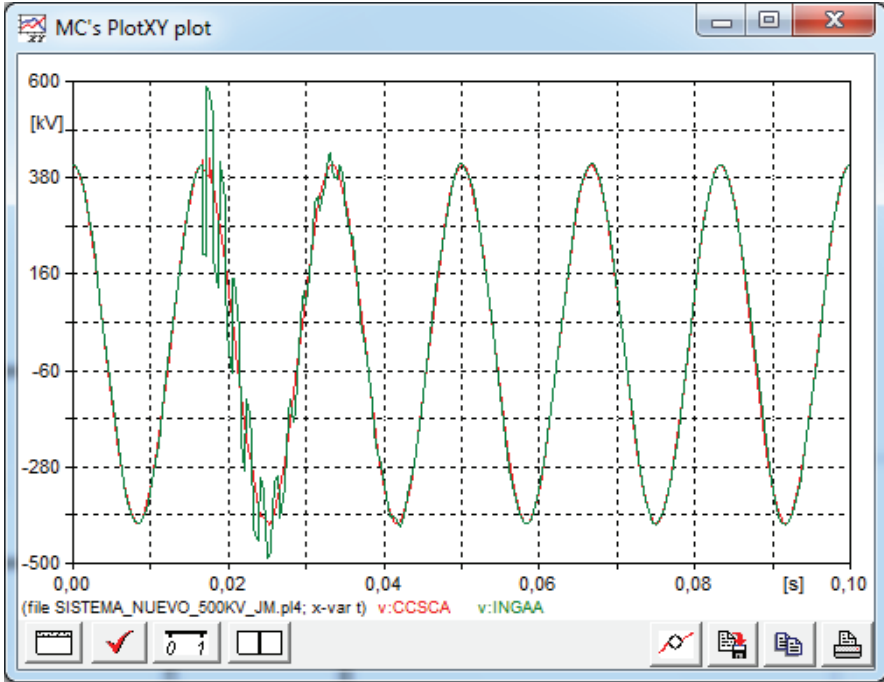 MC's PlotXY plot
600
[kV]
380
160
-60
-280
-500
0,00 0,02 0,04 0,06 0,08 [s] 0,10
(file SISTEMA_NUEVO_500KV_JM.pl4; x-var t) v:CCSCA v:INGAA
0 1